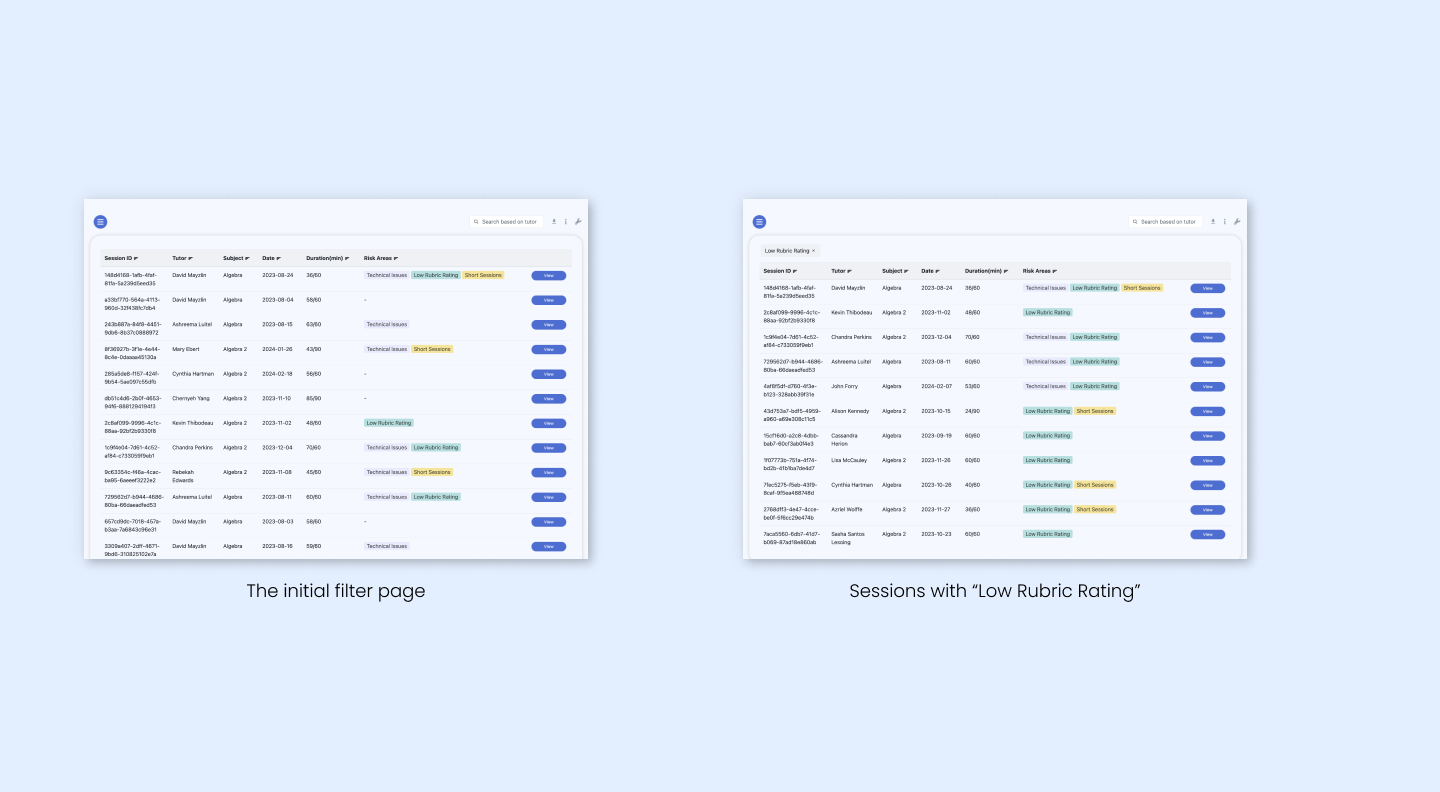 Search based on tutor
Session ID Tutor Subject Date Duration(min) Risk Areas
148d4168-1afb-4faf- David Mayzlin Algebra 2023-08-24 36/60 Technical Issues Low Rubric Rating Short Sessions View
81fa-5a239d5eed35
a33bf770-564a-4113- David Mayzlin Algebra 2023-08-04 58/60 - View
960d-32f438fc7db4
243b887a-84f8-4451- Ashreema Luitel Algebra 2023-08-15 63/60 Technical Issues View
9db6-8b37c0888972
8f36927b-3f1e-4e44- Mary Ebert Algebra 2 2024-01-26 43/90 Technical Issues Short Sessions View
8c4e-0daaaa45130a
285a5de8-f157-424f- Cynthia Hartman Algebra 2 2024-02-18 56/60 - View
9b54-5ae097c55dfb
db51c4d6-2b0f-4653- Chernyeh Yang Algebra 2 2023-11-10 85/90 - View
94f6-8881294194f3
2c8af099-9996-4c1c- Kevin Thibodeau Algebra 2 2023-11-02 48/60 Low Rubric Rating View
88aa-92bf2b9330f8
1c9f4e04-7d61-4c52- Chandra Perkins Algebra 2 2023-12-04 70/60 Technical Issues Low Rubric Rating View
af84-c733059f9eb1
9c63354c-f46a-4cac- Rebekah Algebra 2 2023-11-08 45/60 Technical Issues Short Sessions View
ba95-6aeeef3222e2 Edwards
729562d7-b944-4686- Ashreema Luitel Algebra 2023-08-11 60/60 Technical Issues Low Rubric Rating View
80ba-66daeadfed53
657cd9dc-7018-457a- David Mayzlin Algebra 2023-08-03 58/60 - View
b3aa-7a6843c96e31
3309e407-2dff-4671- David Mayzlin Algebra 2023-08-16 59/60 Technical Issues View
9bd6-310825102e7a
The initial filter page
Search based on tutor
Low Rubric Rating ×
Session ID Tutor Subject Date Duration(min) Risk Areas
148d4168-1afb-4faf- David Mayzlin Algebra 2023-08-24 36/60 Technical Issues Low Rubric Rating Short Sessions View
81fa-5a239d5eed35
2c8af099-9996-4c1c- Kevin Thibodeau Algebra 2 2023-11-02 48/60 Low Rubric Rating View
88aa-92bf2b9330f8
1c9f4e04-7d61-4c52- Chandra Perkins Algebra 2 2023-12-04 70/60 Technical Issues Low Rubric Rating View
af84-c733059f9eb1
729562d7-b944-4686- Ashreema Luitel Algebra 2023-08-11 60/60 Technical Issues Low Rubric Rating View
80ba-66daeadfed53
4af8f5df-d760-4f3e- John Forry Algebra 2024-02-07 53/60 Technical Issues Low Rubric Rating View
b123-328abb39f31e
43d753a7-bdf5-4959- Alison Kennedy Algebra 2 2023-10-15 24/90 Low Rubric Rating Short Sessions View
a960-a69e308c11c5
15cf16d0-a2c8-4dbb- Cassandra Algebra 2023-09-19 60/60 Low Rubric Rating View
bab7-60cf3ab0f4e3 Herion
1f07773b-751a-4f74- Lisa McCauley Algebra 2 2023-11-26 60/60 Low Rubric Rating View
bd2b-41b1ba7de4d7
7fec5275-f5eb-43f9- Cynthia Hartman Algebra 2 2023-10-26 40/60 Low Rubric Rating Short Sessions View
8caf-9f5ea488748d
2768dff3-4e47-4cce- Azriel Wolffe Algebra 2 2023-11-27 36/60 Low Rubric Rating Short Sessions View
be0f-5f6cc29e474b
7aca5560-6db7-41d7- Sasha Santos Algebra 2 2023-10-23 60/60 Low Rubric Rating View
b069-87ad18e860ab Lessing
Sessions with “Low Rubric Rating”